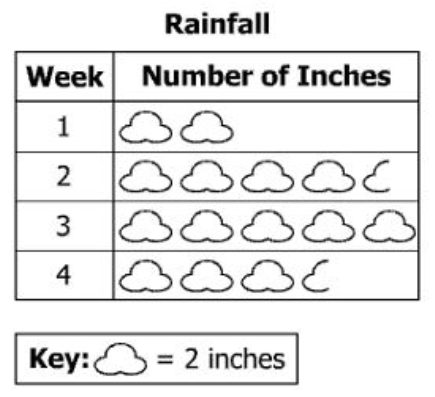 Rainfall
Week Number of Inches
1
2
3
4
Key: = 2 inches